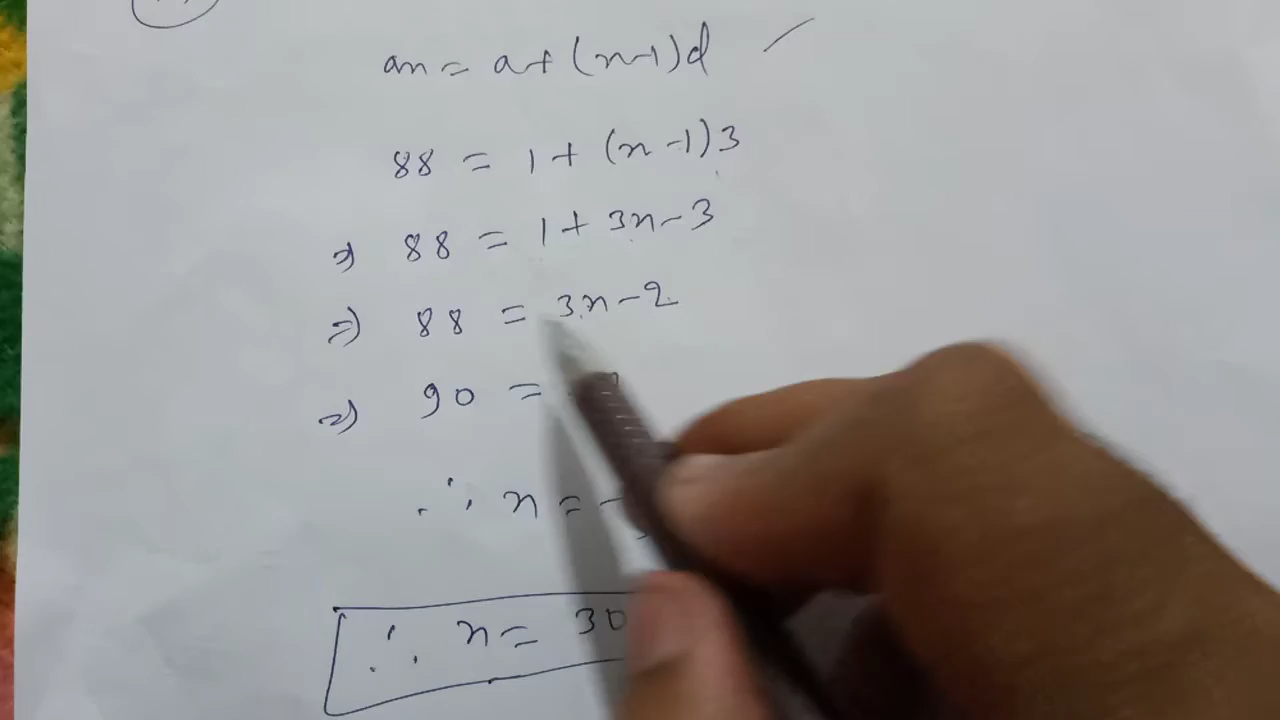 an = a+(n-1)d
88 = 1 + (n-1)3
⇒ 88 = 1 + 3n - 3
⇒ 88 = 3n - 2
⇒ 90 =
∴ n =
∴ n = 30